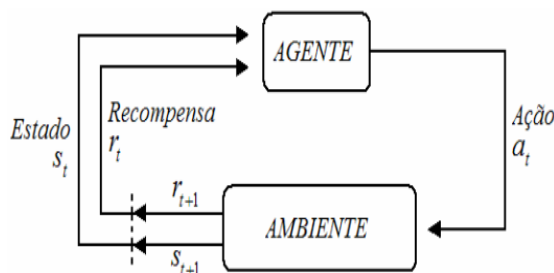 AGENTE
Recompensa
r_t
Estado
s_t
Ação
a_t
r_{t+1}
AMBIENTE
s_{t+1}